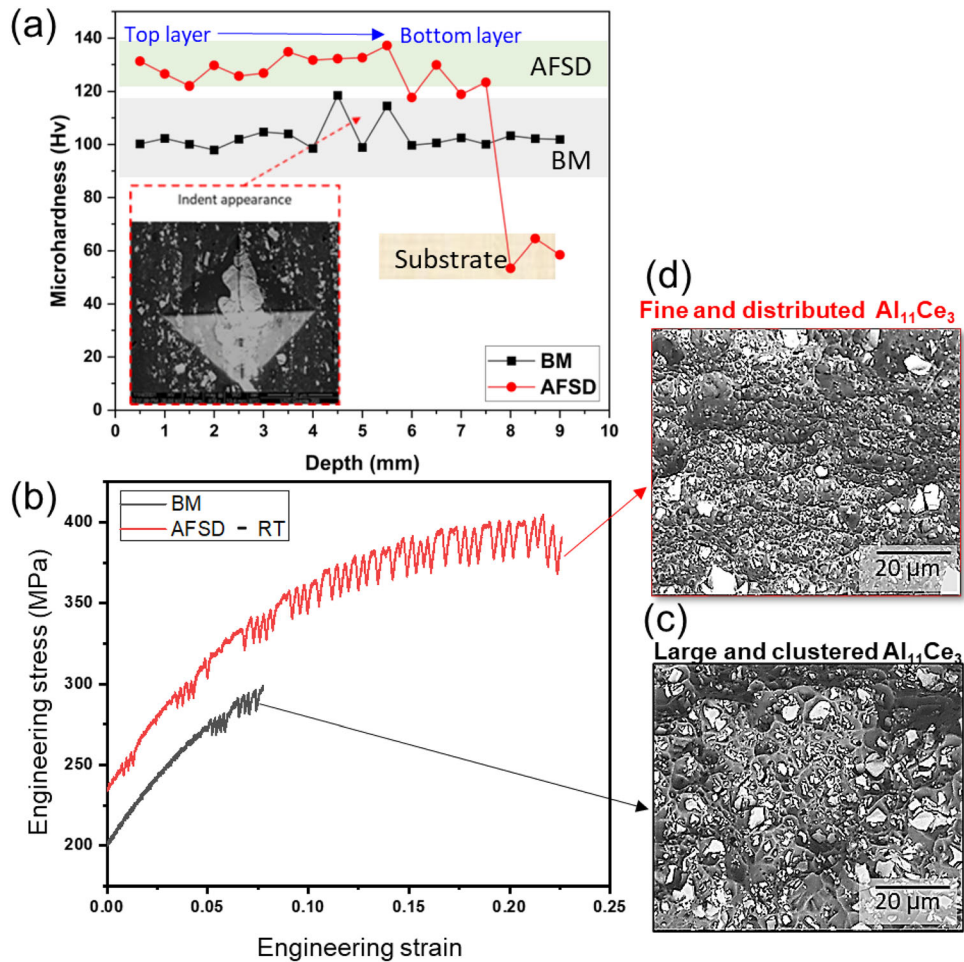 (a)
140
120
100
80
60
40
20
0
Microhardness (Hv)
Top layer
Bottom layer
AFSD
BM
Indent appearance
Substrate
BM
AFSD
0 1 2 3 4 5 6 7 8 9 10
Depth (mm)
(b)
400
350
300
250
200
Engineering stress (MPa)
BM
AFSD - RT
0.00 0.05 0.10 0.15 0.20 0.25
Engineering strain
(d)
Fine and distributed Al₁₁Ce₃
20 µm
(c)
Large and clustered Al₁₁Ce₃
20 µm